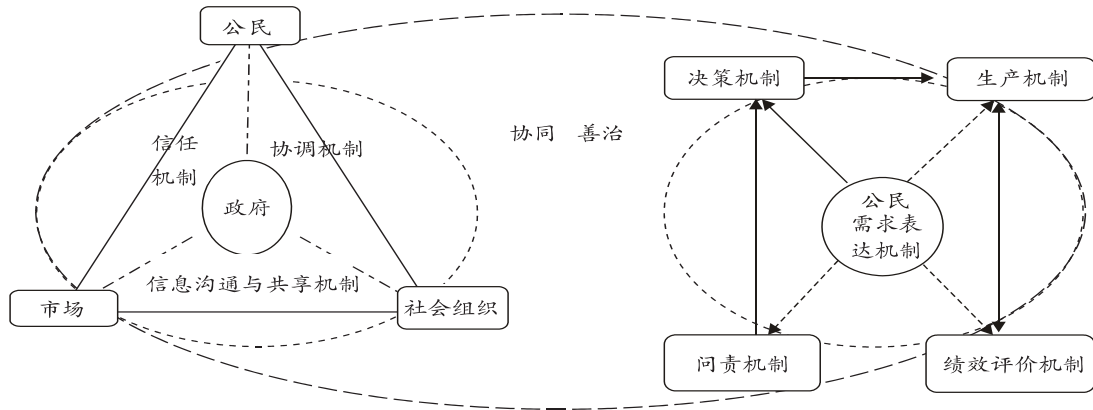 公民
决策机制
生产机制
协同 善治
信任
机制
协调机制
政府
公民
需求表
达机制
信息沟通与共享机制
市场
社会组织
问责机制
绩效评价机制